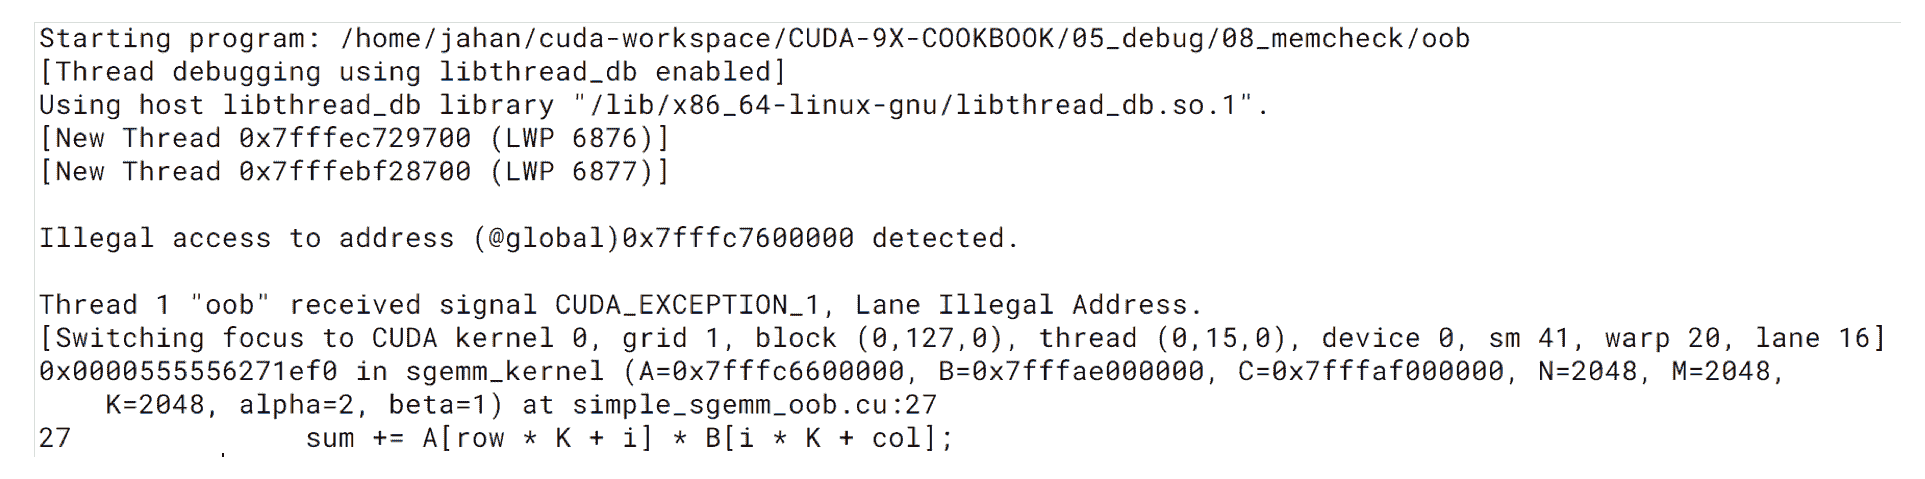 Starting program: /home/jahan/cuda-workspace/CUDA-9X-COOKBOOK/05_debug/08_memcheck/oob
[Thread debugging using libthread_db enabled]
Using host libthread_db library "/lib/x86_64-linux-gnu/libthread_db.so.1".
[New Thread 0x7fffec729700 (LWP 6876)]
[New Thread 0x7fffebf28700 (LWP 6877)]

Illegal access to address (@global)0x7fffc7600000 detected.

Thread 1 "oob" received signal CUDA_EXCEPTION_1, Lane Illegal Address.
[Switching focus to CUDA kernel 0, grid 1, block (0,127,0), thread (0,15,0), device 0, sm 41, warp 20, lane 16]
0x0000555556271ef0 in sgemm_kernel (A=0x7fffc6600000, B=0x7fffae000000, C=0x7fffaf000000, N=2048, M=2048,
    K=2048, alpha=2, beta=1) at simple_sgemm_oob.cu:27
27              sum += A[row * K + i] * B[i * K + col];